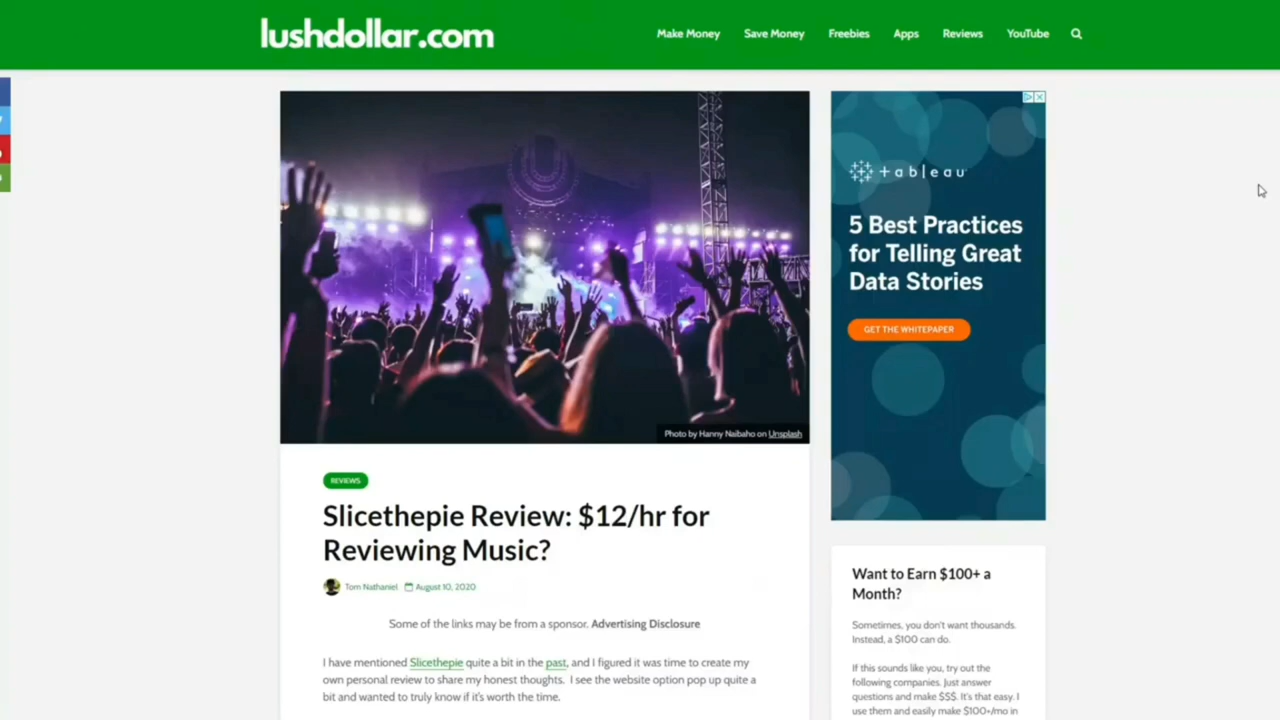 lushdollar.com
Make Money Save Money Freebies Apps Reviews YouTube
tableau
5 Best Practices
for Telling Great
Data Stories
GET THE WHITEPAPER
Photo by Hanny Naibaho on Unsplash
REVIEWS
Slicethepie Review: $12/hr for
Reviewing Music?
Tom Nathaniel August 10, 2020
Some of the links may be from a sponsor. Advertising Disclosure
I have mentioned Slicethepie quite a bit in the past, and I figured it was time to create my
own personal review to share my honest thoughts. I see the website option pop up quite a
bit and wanted to truly know if it's worth the time.
Want to Earn $100+ a
Month?
Sometimes, you don't want thousands.
Instead, a $100 can do.
If this sounds like you, try out the
following companies. Just answer
questions and make $$$. It's that easy. I
use them and easily make $100+/mo in